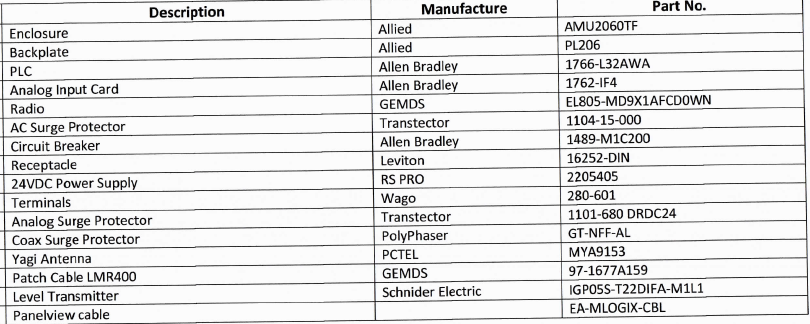 Description Manufacture Part No.
Enclosure Allied AMU2060TF
Backplate Allied PL206
PLC Allen Bradley 1766-L32AWA
Analog Input Card Allen Bradley 1762-IF4
Radio GEMDS EL805-MD9X1AFCD0WN
AC Surge Protector Transtector 1104-15-000
Circuit Breaker Allen Bradley 1489-M1C200
Receptacle Leviton 16252-DIN
24VDC Power Supply RS PRO 2205405
Terminals Wago 280-601
Analog Surge Protector Transtector 1101-680 DRDC24
Coax Surge Protector PolyPhaser GT-NFF-AL
Yagi Antenna PCTEL MYA9153
Patch Cable LMR400 GEMDS 97-1677A159
Level Transmitter Schnider Electric IGP05S-T22DIFA-M1L1
Panelview cable EA-MLOGIX-CBL